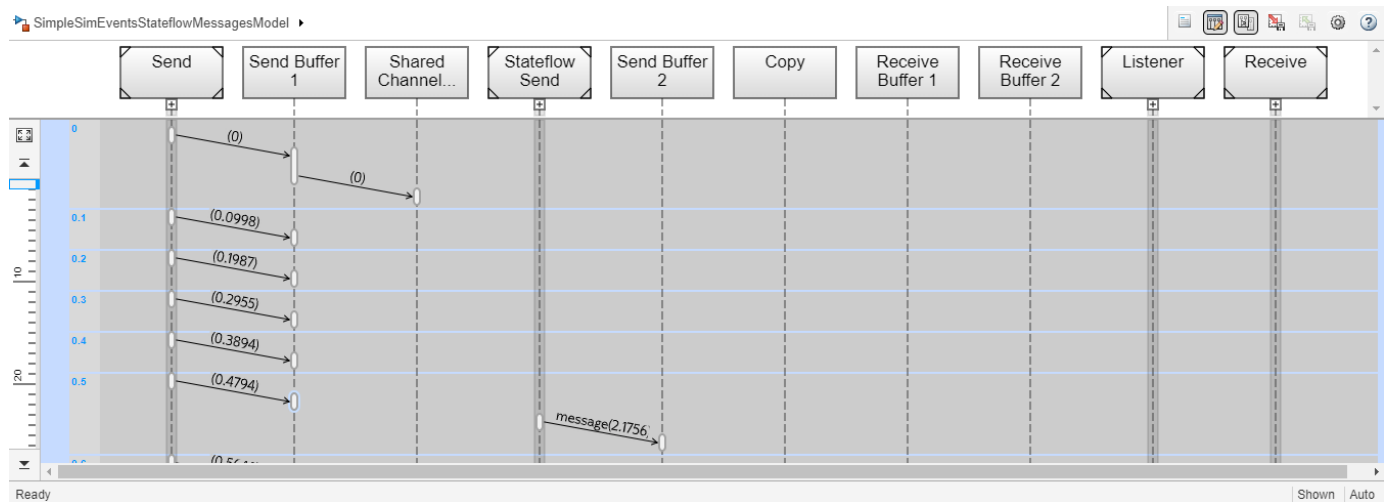 SimpleSimEventsStateflowMessagesModel
Send
Send Buffer
1
Shared
Channel...
Stateflow
Send
Send Buffer
2
Copy
Receive
Buffer 1
Receive
Buffer 2
Listener
Receive
0
(0)
(0)
0.1
(0.0998)
0.2
(0.1987)
10
0.3
(0.2955)
0.4
(0.3894)
20
0.5
(0.4794)
message(2.1756
Ready
Shown
Auto